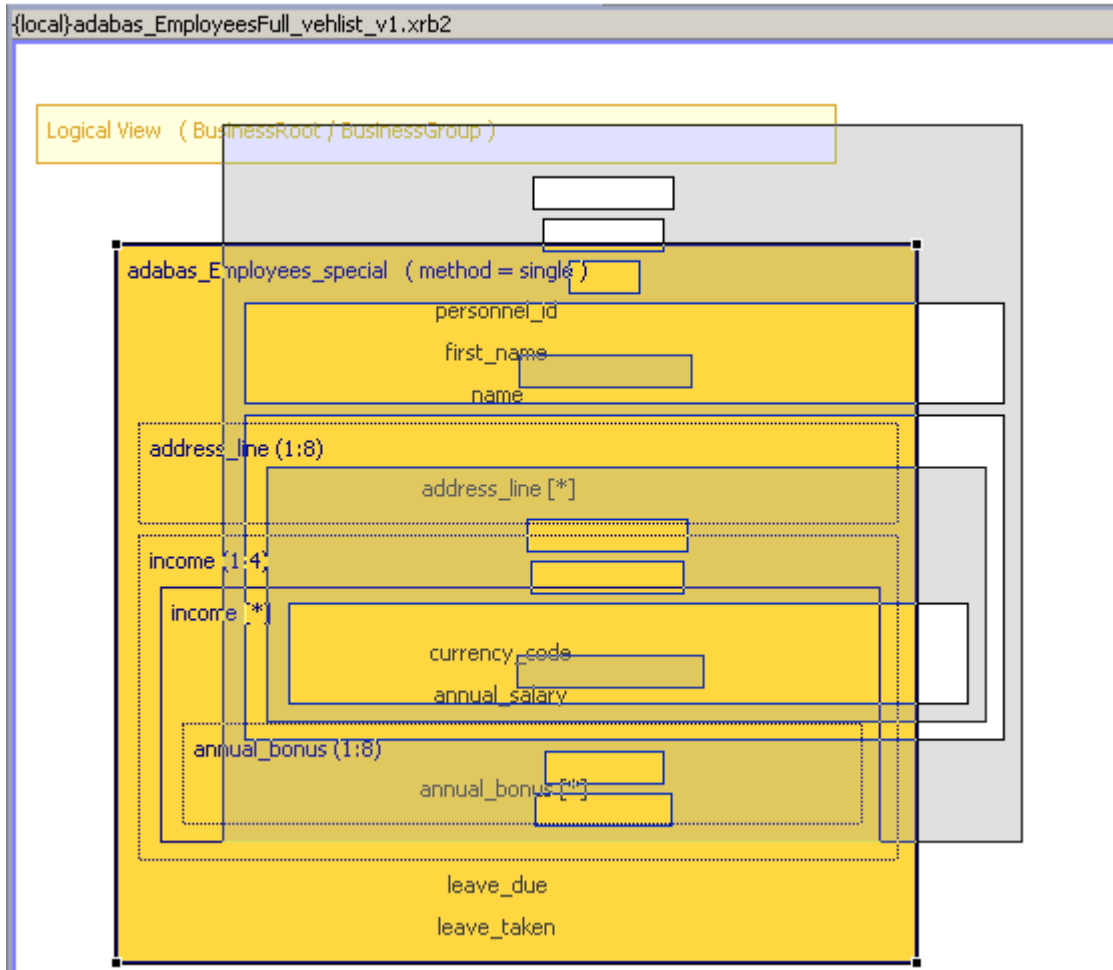 {local}adabas_EmployeesFull_vehlist_v1.xrb2
Logical View ( BusinessRoot / BusinessGroup )
adabas_Employees_special ( method = single )
personnel_id
first_name
name
address_line (1:8)
address_line [*]
income (1:4)
income [*]
currency_code
annual_salary
annual_bonus (1:8)
annual_bonus [*]
leave_due
leave_taken